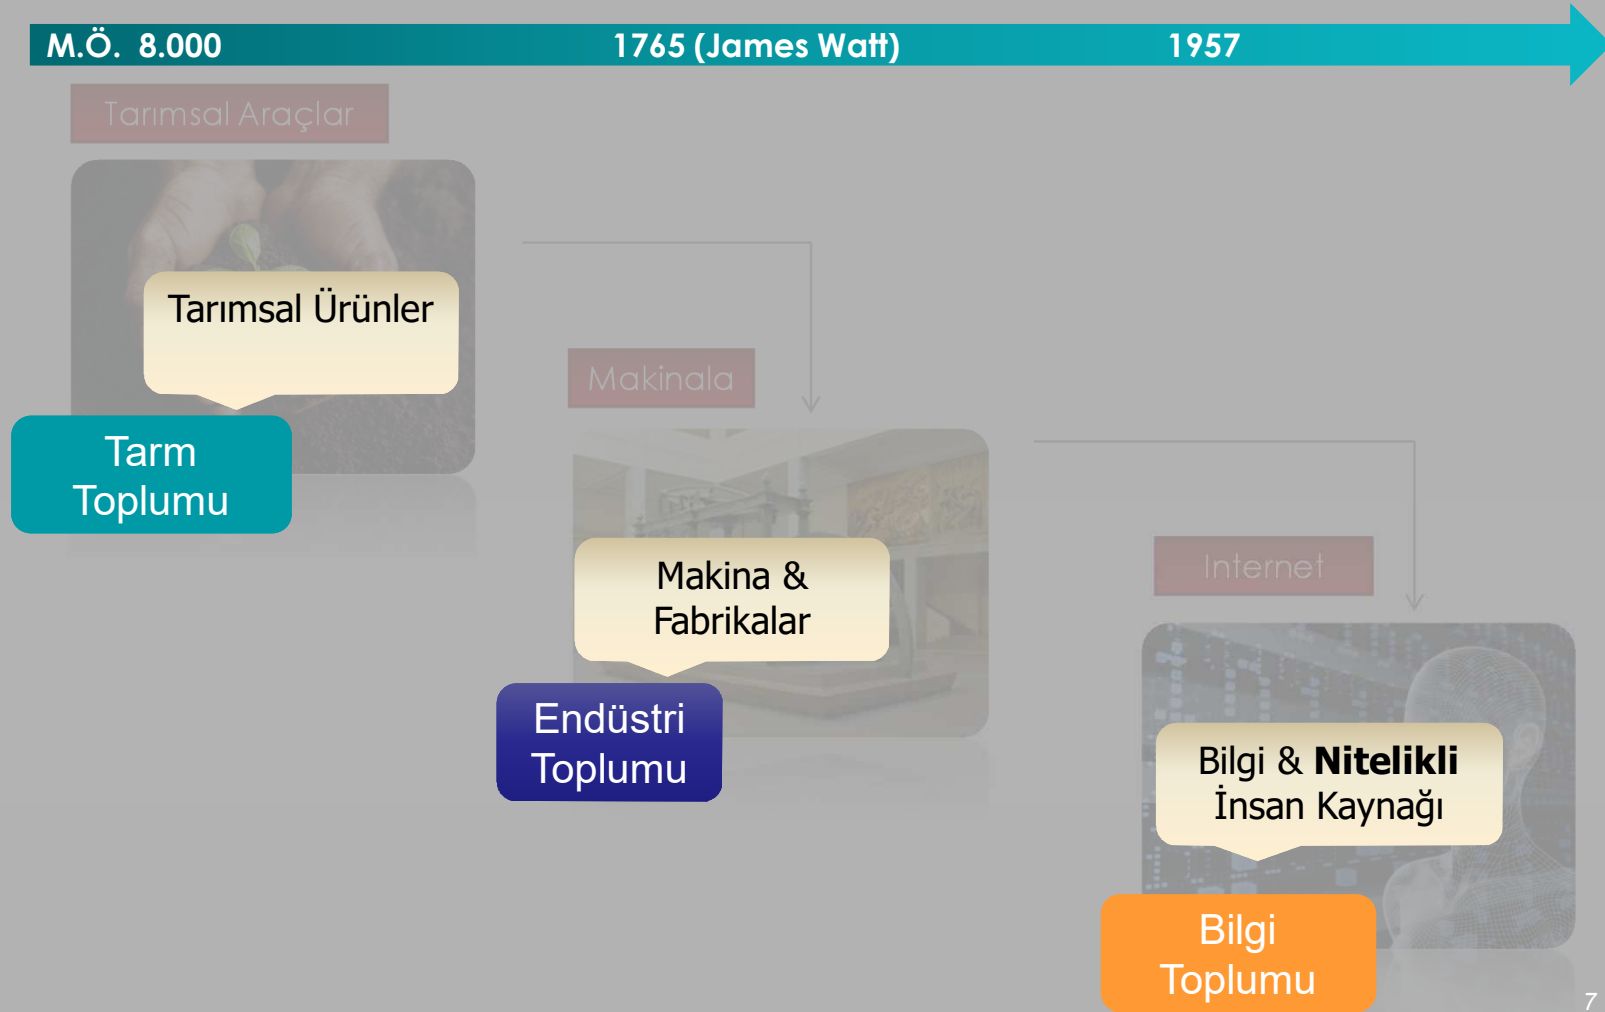 M.Ö. 8.000 1765 (James Watt) 1957
Tarımsal Araçlar
Tarımsal Ürünler
Tarm
Toplumu
Makinala
Makina &
Fabrikalar
Endüstri
Toplumu
Internet
Bilgi & Nitelikli
İnsan Kaynağı
Bilgi
Toplumu
7